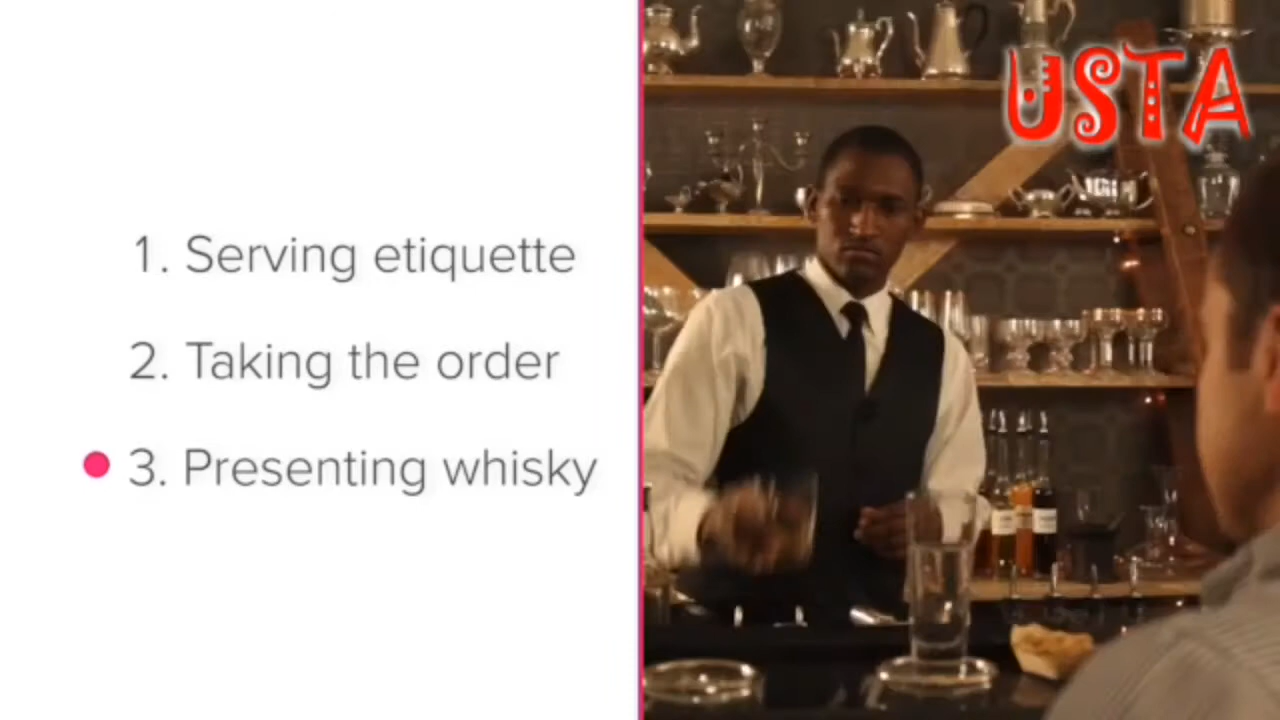 USTA
1. Serving etiquette
2. Taking the order
3. Presenting whisky